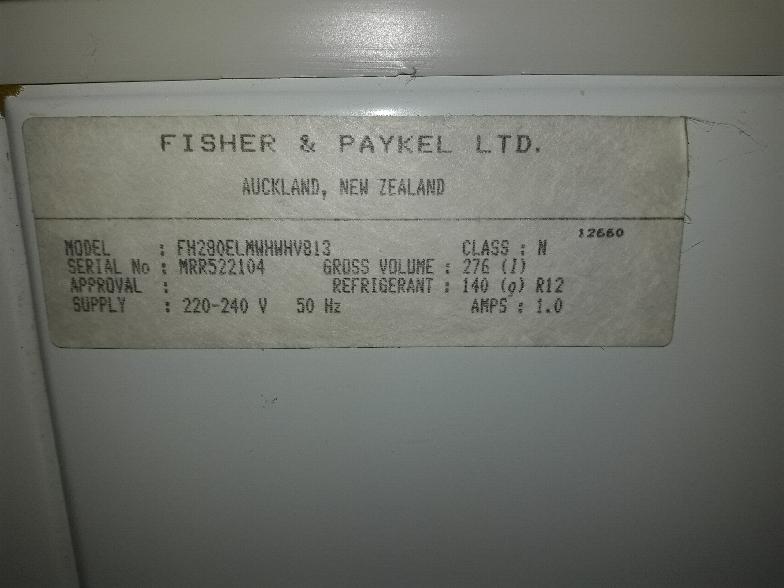 FISHER & PAYKEL LTD.
AUCKLAND, NEW ZEALAND
12660
MODEL : FH280ELMWHWHV813 CLASS : N
SERIAL No : MRR522104 GROSS VOLUME : 276 (l)
APPROVAL : REFRIGERANT : 140 (g) R12
SUPPLY : 220-240 V 50 Hz AMPS : 1.0